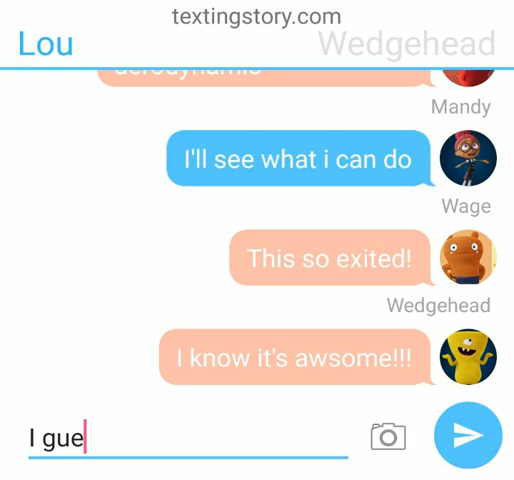 textingstory.com
Lou Wedgehead
aerodynamic
Mandy
I'll see what i can do
Wage
This so exited!
Wedgehead
I know it's awsome!!!
I gue